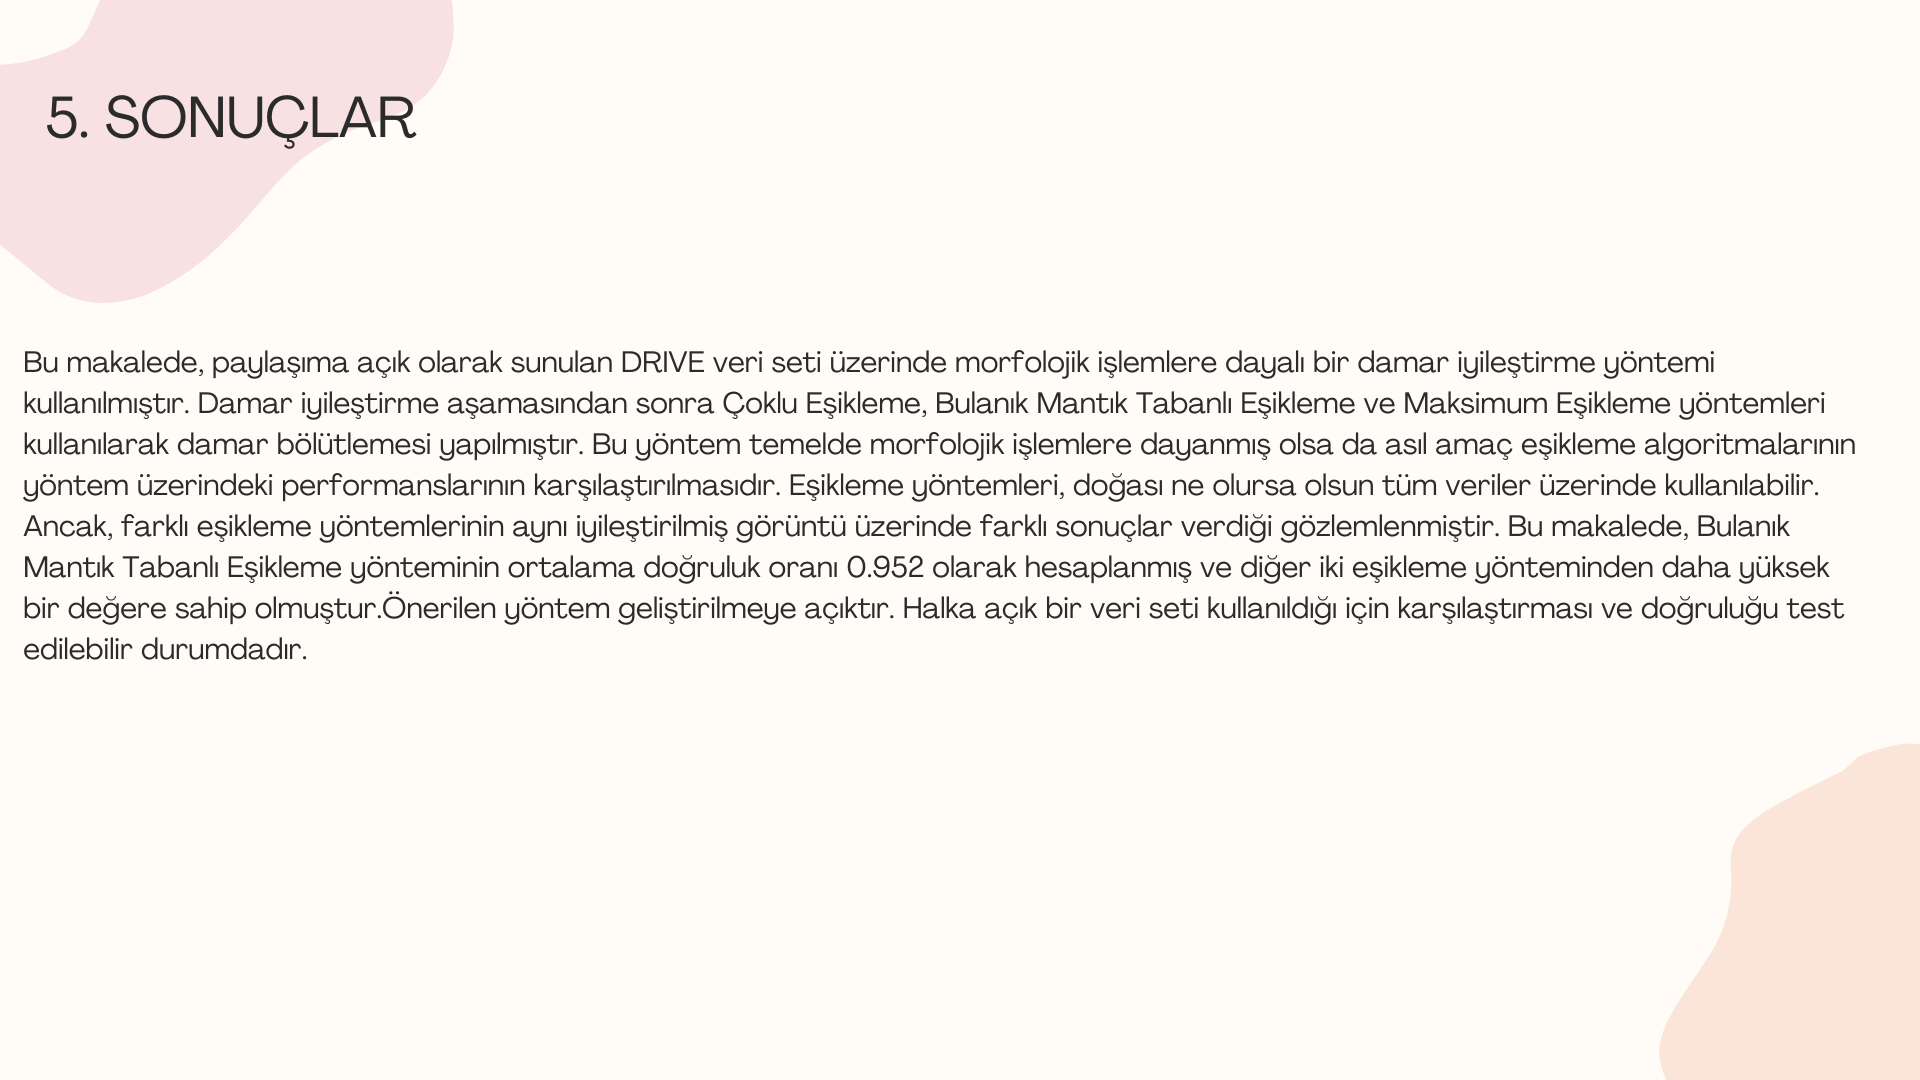 5. SONUÇLAR
Bu makalede, paylaşıma açık olarak sunulan DRIVE veri seti üzerinde morfolojik işlemlere dayalı bir damar iyileştirme yöntemi
kullanılmıştır. Damar iyileştirme aşamasından sonra Çoklu Eşikleme, Bulanık Mantık Tabanlı Eşikleme ve Maksimum Eşikleme yöntemleri
kullanılarak damar bölütlemesi yapılmıştır. Bu yöntem temelde morfolojik işlemlere dayanmış olsa da asıl amaç eşikleme algoritmalarının
yöntem üzerindeki performanslarının karşılaştırılmasıdır. Eşikleme yöntemleri, doğası ne olursa olsun tüm veriler üzerinde kullanılabilir.
Ancak, farklı eşikleme yöntemlerinin aynı iyileştirilmiş görüntü üzerinde farklı sonuçlar verdiği gözlemlenmiştir. Bu makalede, Bulanık
Mantık Tabanlı Eşikleme yönteminin ortalama doğruluk oranı 0.952 olarak hesaplanmış ve diğer iki eşikleme yönteminden daha yüksek
bir değere sahip olmuştur.Önerilen yöntem geliştirilmeye açıktır. Halka açık bir veri seti kullanıldığı için karşılaştırması ve doğruluğu test
edilebilir durumdadır.